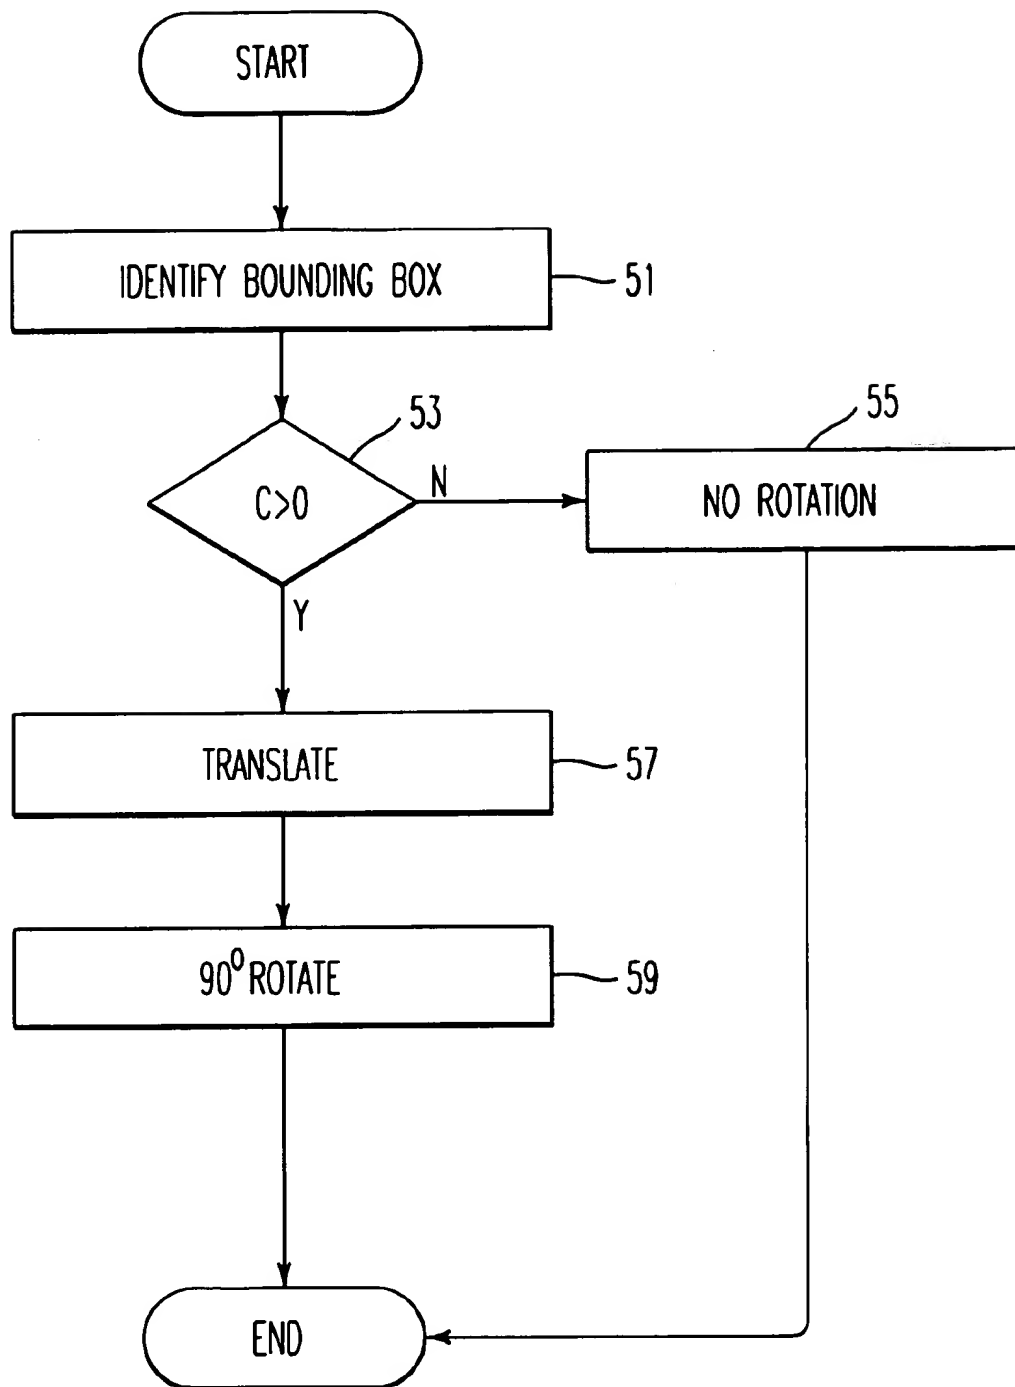 START
IDENTIFY BOUNDING BOX
51
53
C>0
N
55
NO ROTATION
Y
TRANSLATE
57
90° ROTATE
59
END